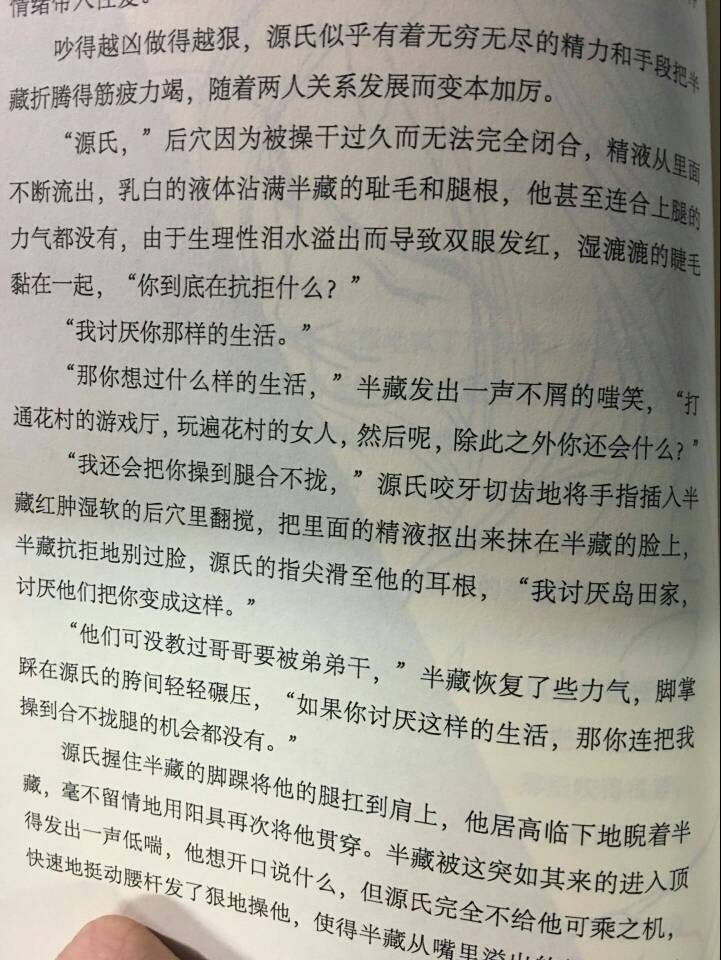 情绪带入性爱。
吵得越凶做得越狠，源氏似乎有着无穷无尽的精力和手段把半
藏折腾得筋疲力竭，随着两人关系发展而变本加厉。
“源氏，”后穴因为被操干过久而无法完全闭合，精液从里面
不断流出，乳白的液体沾满半藏的耻毛和腿根，他甚至连合上腿的
力气都没有，由于生理性泪水溢出而导致双眼发红，湿漉漉的睫毛
黏在一起，“你到底在抗拒什么？”
“我讨厌你那样的生活。”
“那你想过什么样的生活，”半藏发出一声不屑的嗤笑，“打
通花村的游戏厅，玩遍花村的女人，然后呢，除此之外你还会什么？”
“我还会把你操到腿合不拢，”源氏咬牙切齿地将手指插入半
藏红肿湿软的后穴里翻搅，把里面的精液抠出来抹在半藏的脸上，
半藏抗拒地别过脸，源氏的指尖滑至他的耳根，“我讨厌岛田家，
讨厌他们把你变成这样。”
“他们可没教过哥哥要被弟弟干，”半藏恢复了些力气，脚掌
踩在源氏的胯间轻轻碾压，“如果你讨厌这样的生活，那你连把我
操到合不拢腿的机会都没有。”
源氏握住半藏的脚踝将他的腿扛到肩上，他居高临下地睨着半
藏，毫不留情地用阳具再次将他贯穿。半藏被这突如其来的进入顶
得发出一声低喘，他想开口说什么，但源氏完全不给他可乘之机，
快速地挺动腰杆发了狠地操他，使得半藏从嘴里溢出的